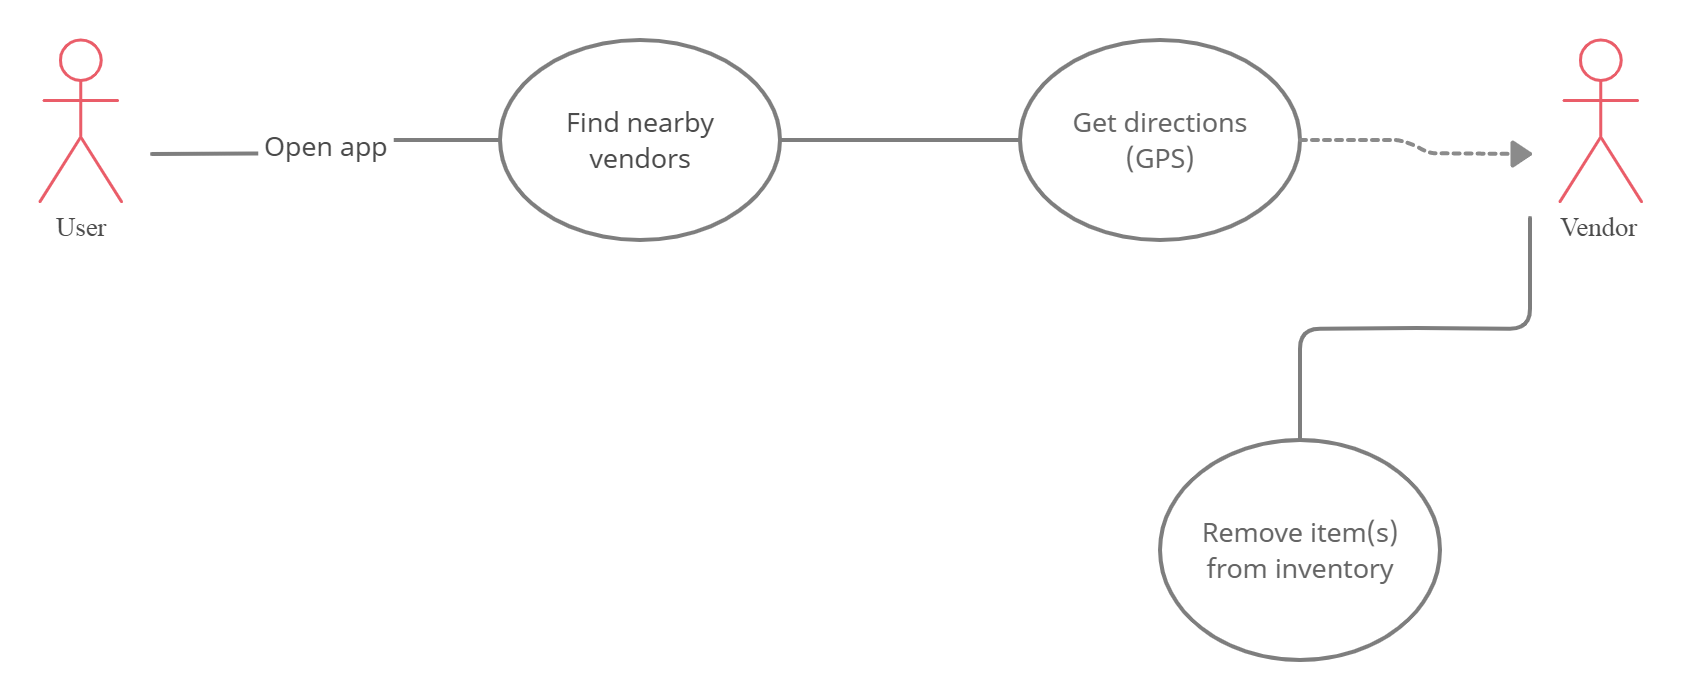 Open app
Find nearby
vendors
Get directions
(GPS)
User
Vendor
Remove item(s)
from inventory